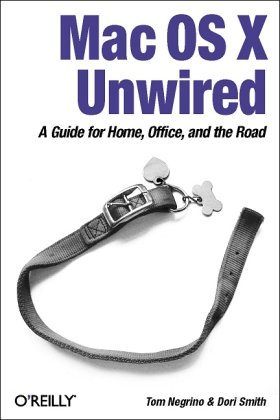 Mac OS X
Unwired
A Guide for Home, Office, and the Road
O'REILLY
Tom Negrino & Dori Smith